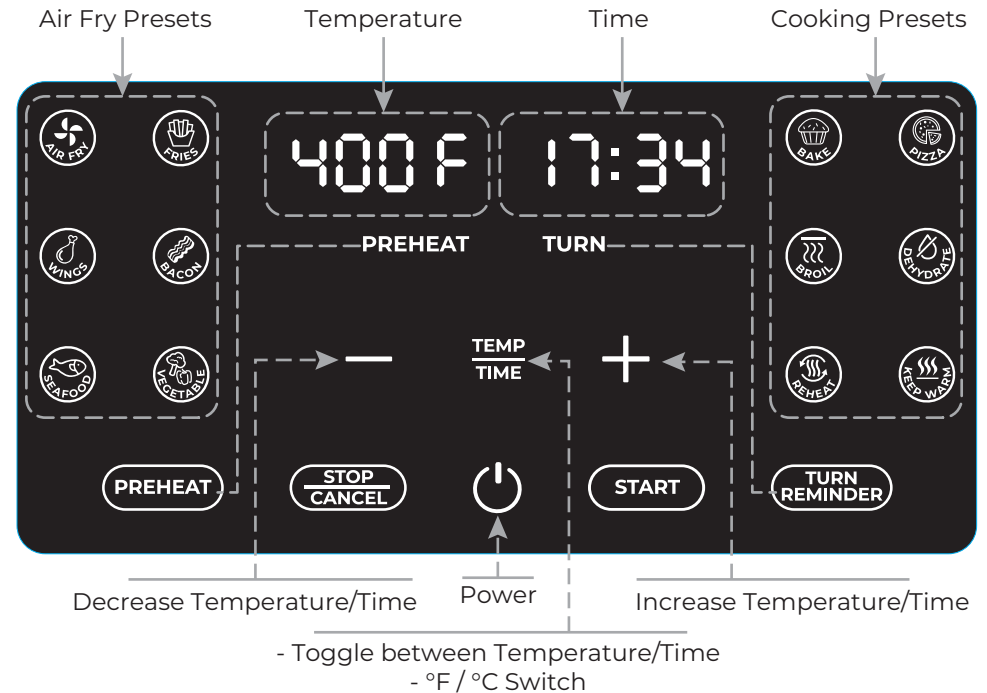 Air Fry Presets
Temperature
Time
Cooking Presets
AIR FRY
FRIES
400 F
17:34
BAKE
PIZZA
PREHEAT
TURN
WINGS
BACON
BROIL
DEHYDRATE
TEMP
TIME
SEAFOOD
VEGETABLE
REHEAT
KEEP WARM
PREHEAT
STOP
CANCEL
START
TURN
REMINDER
Decrease Temperature/Time
Power
Increase Temperature/Time
- Toggle between Temperature/Time
- °F / °C Switch